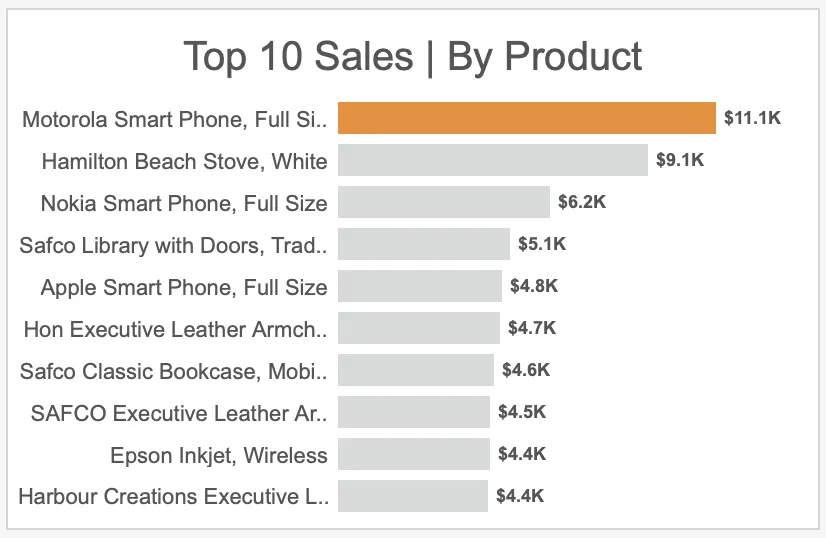 Top 10 Sales | By Product
Motorola Smart Phone, Full Si.. $11.1K
Hamilton Beach Stove, White $9.1K
Nokia Smart Phone, Full Size $6.2K
Safco Library with Doors, Trad.. $5.1K
Apple Smart Phone, Full Size $4.8K
Hon Executive Leather Armch.. $4.7K
Safco Classic Bookcase, Mobi.. $4.6K
SAFCO Executive Leather Ar.. $4.5K
Epson Inkjet, Wireless $4.4K
Harbour Creations Executive L.. $4.4K